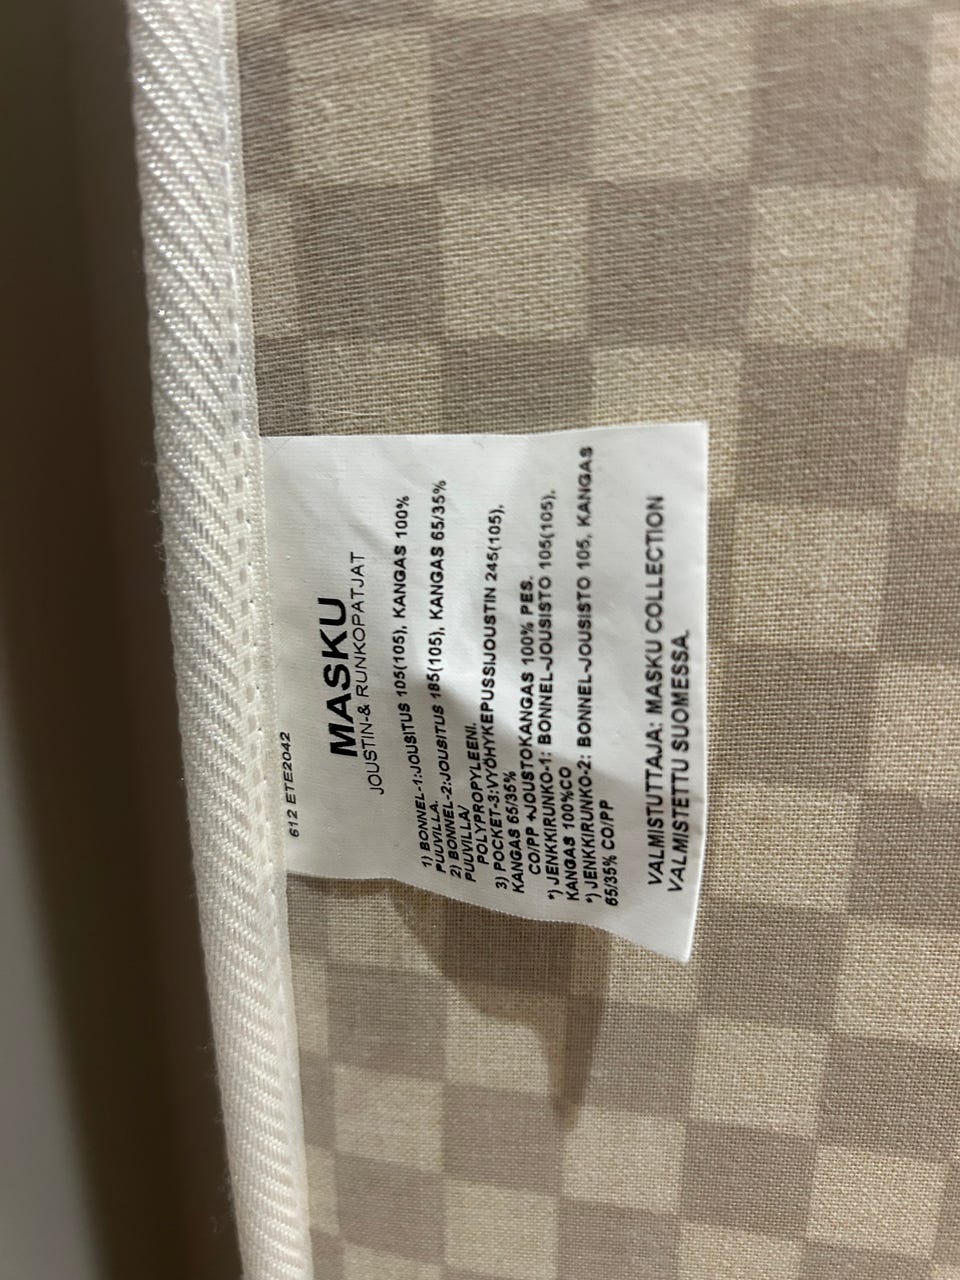 612 ETE2042
MASKU
JOUSTIN-& RUNKOPATJAT
1) BONNEL-1:JOUSITUS 105(105), KANGAS 100%
PUUVILLA.
2) BONNEL-2:JOUSITUS 185(105), KANGAS 65/35%
PUUVILLA/
POLYPROPYLEENI.
3) POCKET-3:VYÖHYKEPUSSIJOUSTIN 245(105),
KANGAS 65/35%
CO/PP +JOUSTOKANGAS 100% PES.
*) JENKKIRUNKO-1: BONNEL-JOUSISTO 105(105),
KANGAS 100%CO
*) JENKKIRUNKO-2: BONNEL-JOUSISTO 105, KANGAS
65/35% CO/PP
VALMISTUTTAJA: MASKU COLLECTION
VALMISTETTU SUOMESSA.